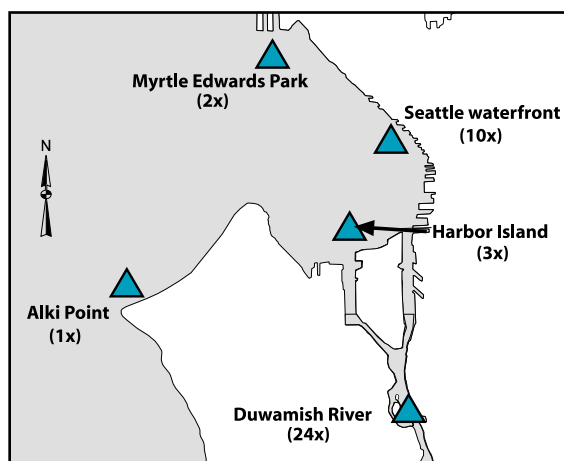 Myrtle Edwards Park
(2x)
Seattle waterfront
(10x)
N
Harbor Island
(3x)
Alki Point
(1x)
Duwamish River
(24x)